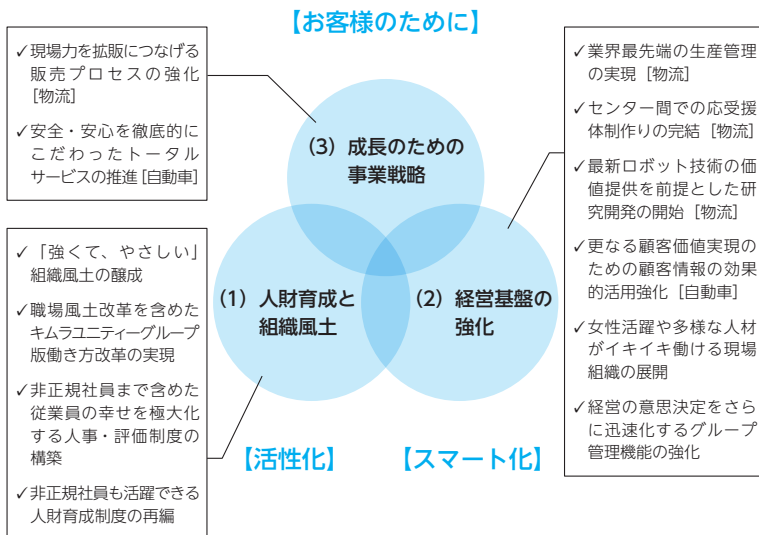 【お客様のために】
✓現場力を拡販につなげる
販売プロセスの強化
[物流]
✓安全・安心を徹底的に
こだわったトータル
サービスの推進[自動車]
(3) 成長のための
事業戦略
✓業界最先端の生産管理
の実現 [物流]
✓センター間での応受援
体制作りの完結 [物流]
✓最新ロボット技術の価
値提供を前提とした研
究開発の開始 [物流]
✓更なる顧客価値実現の
ための顧客情報の効果
的活用強化 [自動車]
✓女性活躍や多様な人材
がイキイキ働ける現場
組織の展開
✓経営の意思決定をさら
に迅速化するグループ
管理機能の強化
✓「強くて、やさしい」
組織風土の醸成
✓職場風土改革を含めた
キムラユニティーグループ
版働き方改革の実現
✓非正規社員まで含めた
従業員の幸せを極大化
する人事・評価制度の
構築
✓非正規社員も活躍できる
人財育成制度の再編
(1) 人財育成と
組織風土
(2) 経営基盤の
強化
【活性化】
【スマート化】